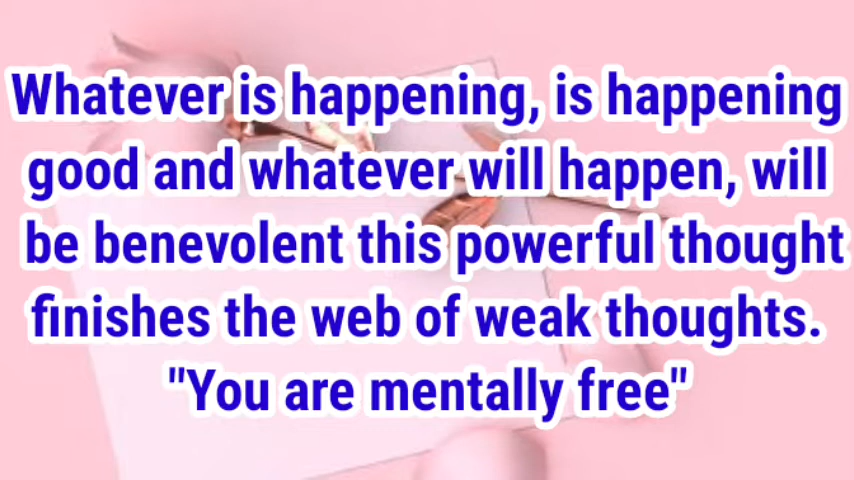 Whatever is happening, is happening
good and whatever will happen, will
be benevolent this powerful thought
finishes the web of weak thoughts.
"You are mentally free"